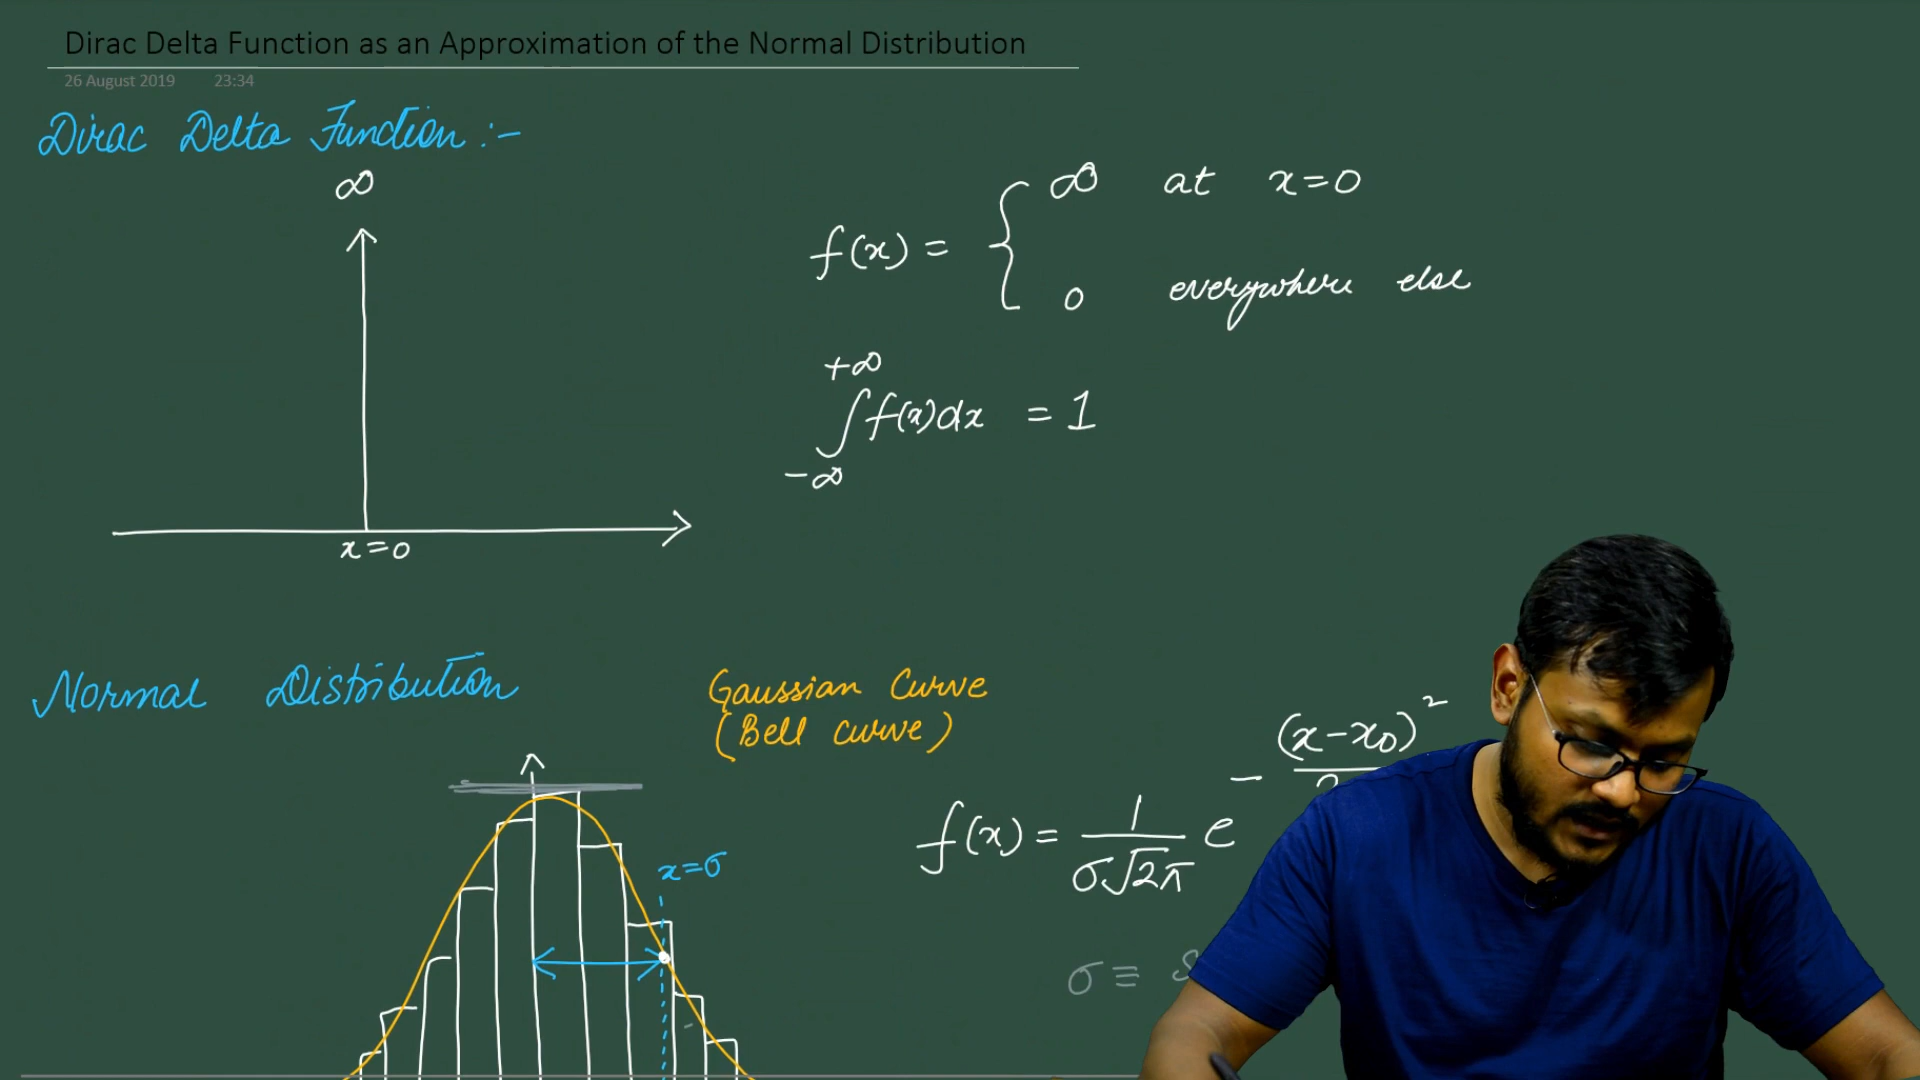 Dirac Delta Function as an Approximation of the Normal Distribution
26 August 2019 23:34
Dirac Delta Function :-
∞
x=0
f(x) = { ∞ at x=0
0 everywhere else
+∞
∫f(x)dx = 1
-∞
Normal Distribution
Gaussian Curve
(Bell curve)
x=σ
- (x-x₀)²
f(x) = 1/σ√2π e
σ ≡